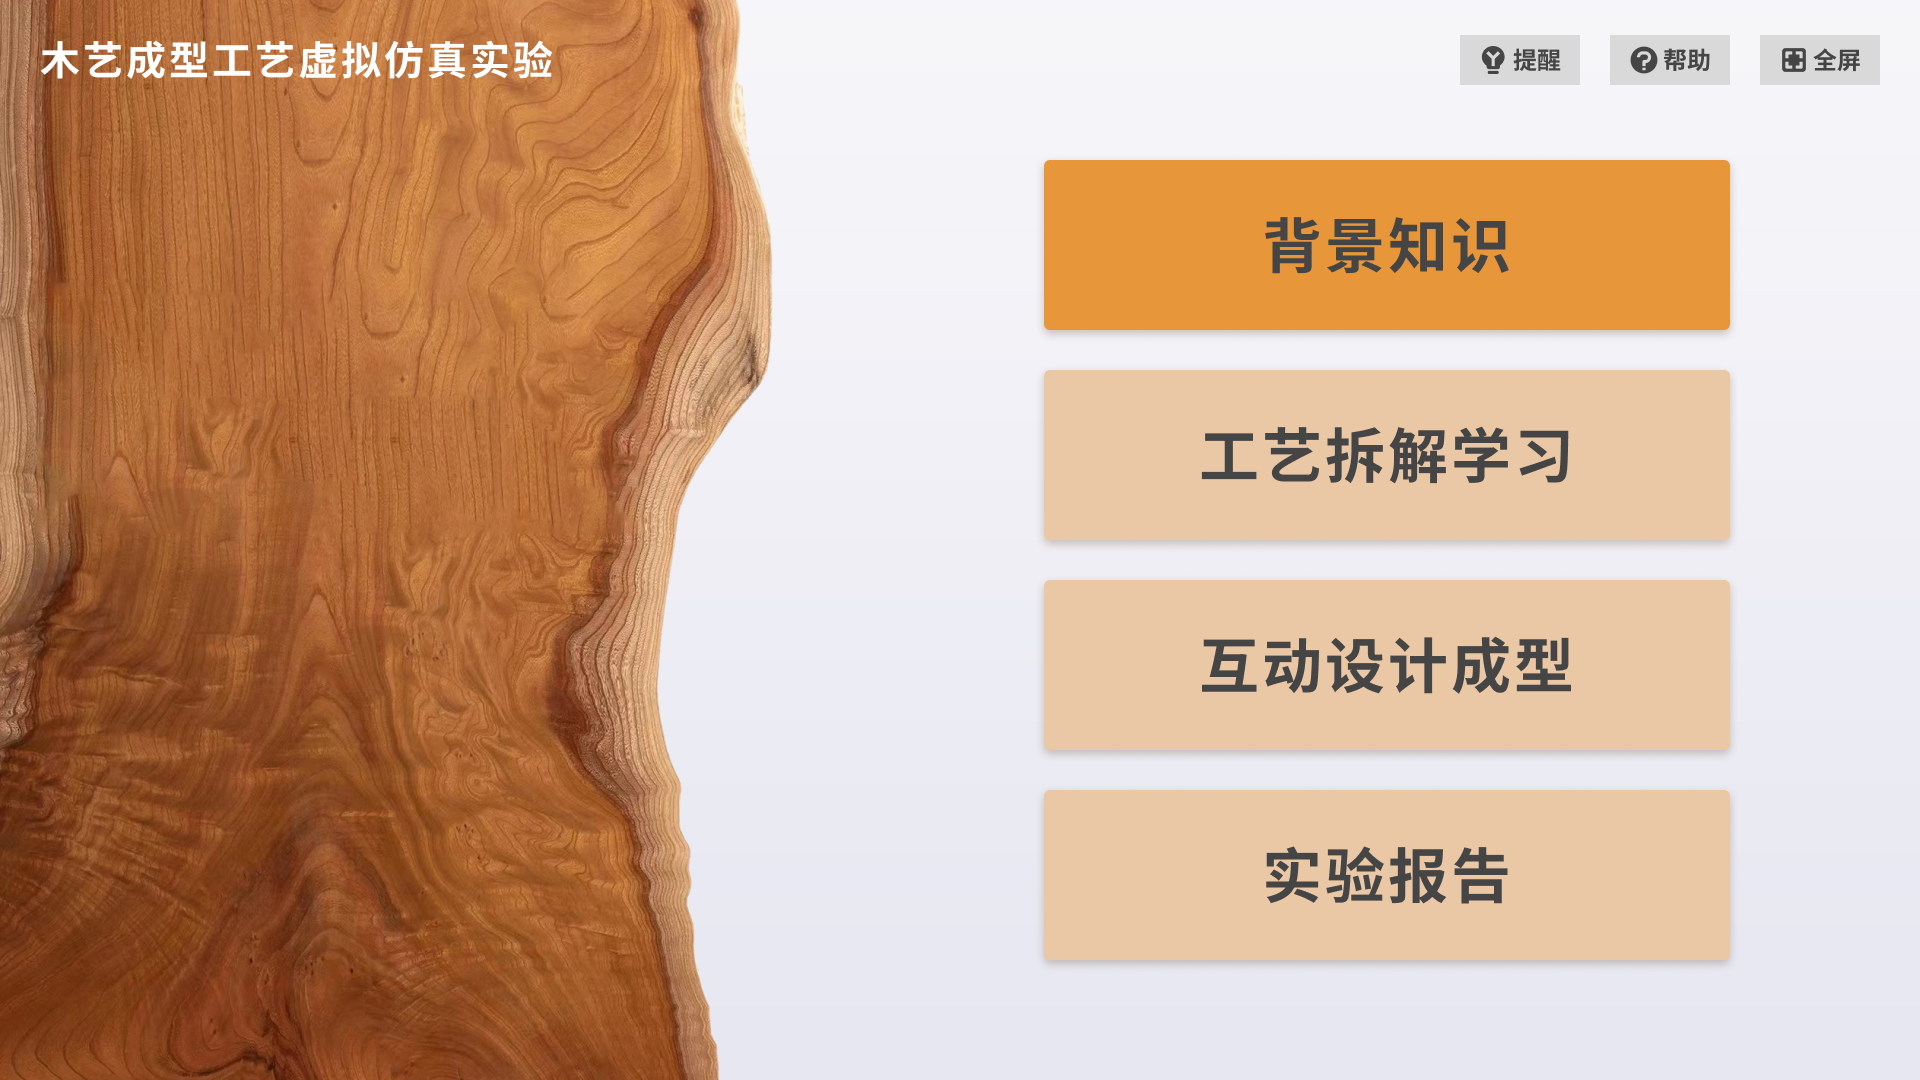 木艺成型工艺虚拟仿真实验
提醒
帮助
全屏
背景知识
工艺拆解学习
互动设计成型
实验报告